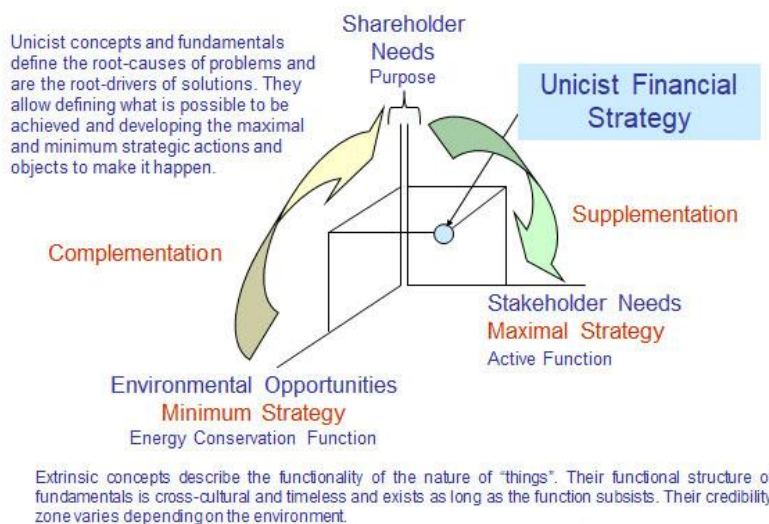 Unicist concepts and fundamentals
define the root-causes of problems and
are the root-drivers of solutions. They
allow defining what is possible to be
achieved and developing the maximal
and minimum strategic actions and
objects to make it happen.
Shareholder
Needs
Purpose
Unicist Financial
Strategy
Complementation
Supplementation
Stakeholder Needs
Maximal Strategy
Active Function
Environmental Opportunities
Minimum Strategy
Energy Conservation Function
Extrinsic concepts describe the functionality of the nature of “things”. Their functional structure o
fundamentals is cross-cultural and timeless and exists as long as the function subsists. Their credibility
zone varies depending on the environment.